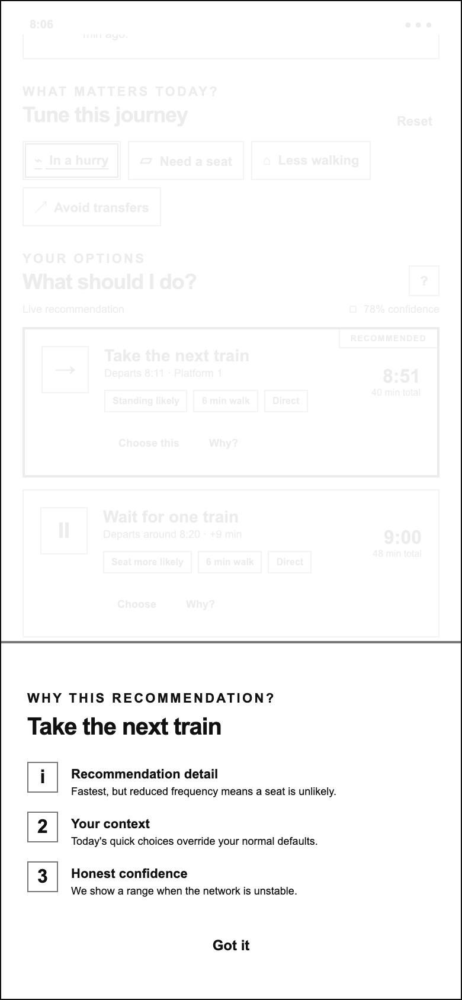 8:06
min ago.
WHAT MATTERS TODAY?
Tune this journey
Reset
In a hurry
Need a seat
Less walking
Avoid transfers
YOUR OPTIONS
What should I do?
?
Live recommendation
78% confidence
RECOMMENDED
Take the next train
Departs 8:11 · Platform 1
8:51
40 min total
Standing likely
6 min walk
Direct
Choose this
Why?
Wait for one train
Departs around 8:20 · +9 min
9:00
48 min total
Seat more likely
6 min walk
Direct
Choose
Why?
WHY THIS RECOMMENDATION?
Take the next train
i
Recommendation detail
Fastest, but reduced frequency means a seat is unlikely.
2
Your context
Today's quick choices override your normal defaults.
3
Honest confidence
We show a range when the network is unstable.
Got it